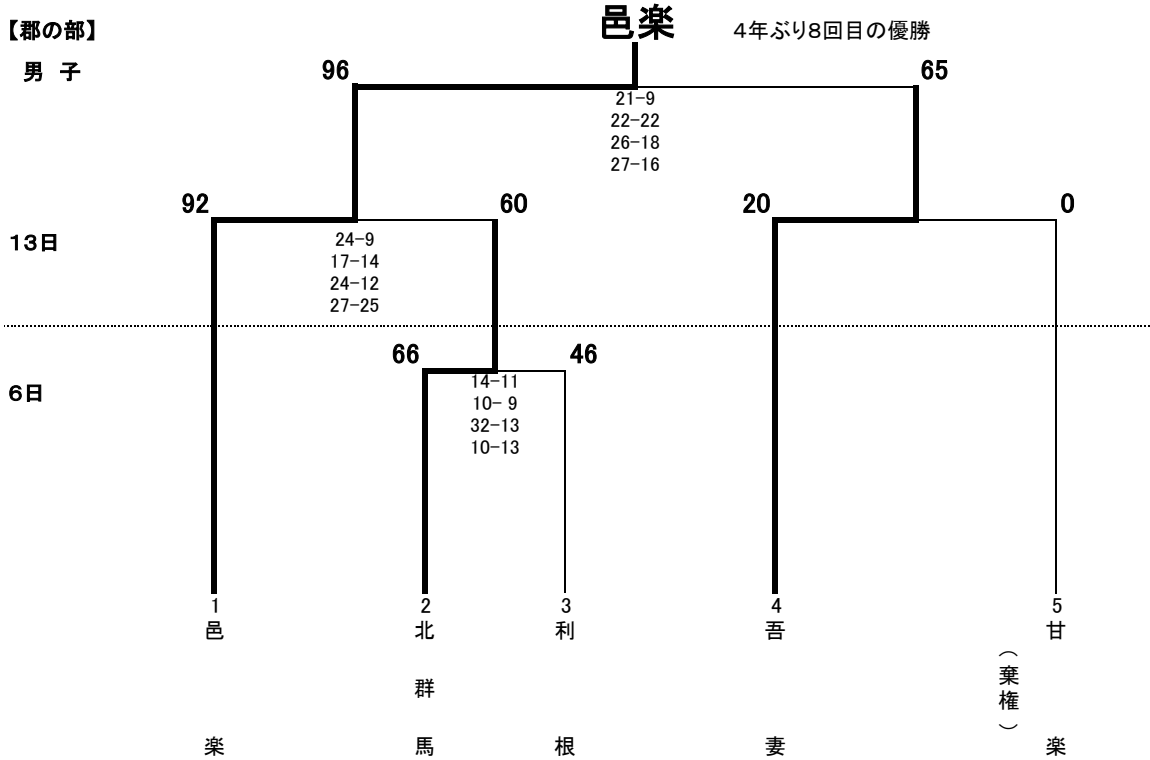 【郡の部】
邑楽
４年ぶり８回目の優勝
男 子
96
65
21-9
22-22
26-18
27-16
92
60
20
0
13日
24-9
17-14
24-12
27-25
66
46
6日
14-11
10- 9
32-13
10-13
1
邑楽
2
北群馬
3
利根
4
吾妻
5
甘楽
（棄権）